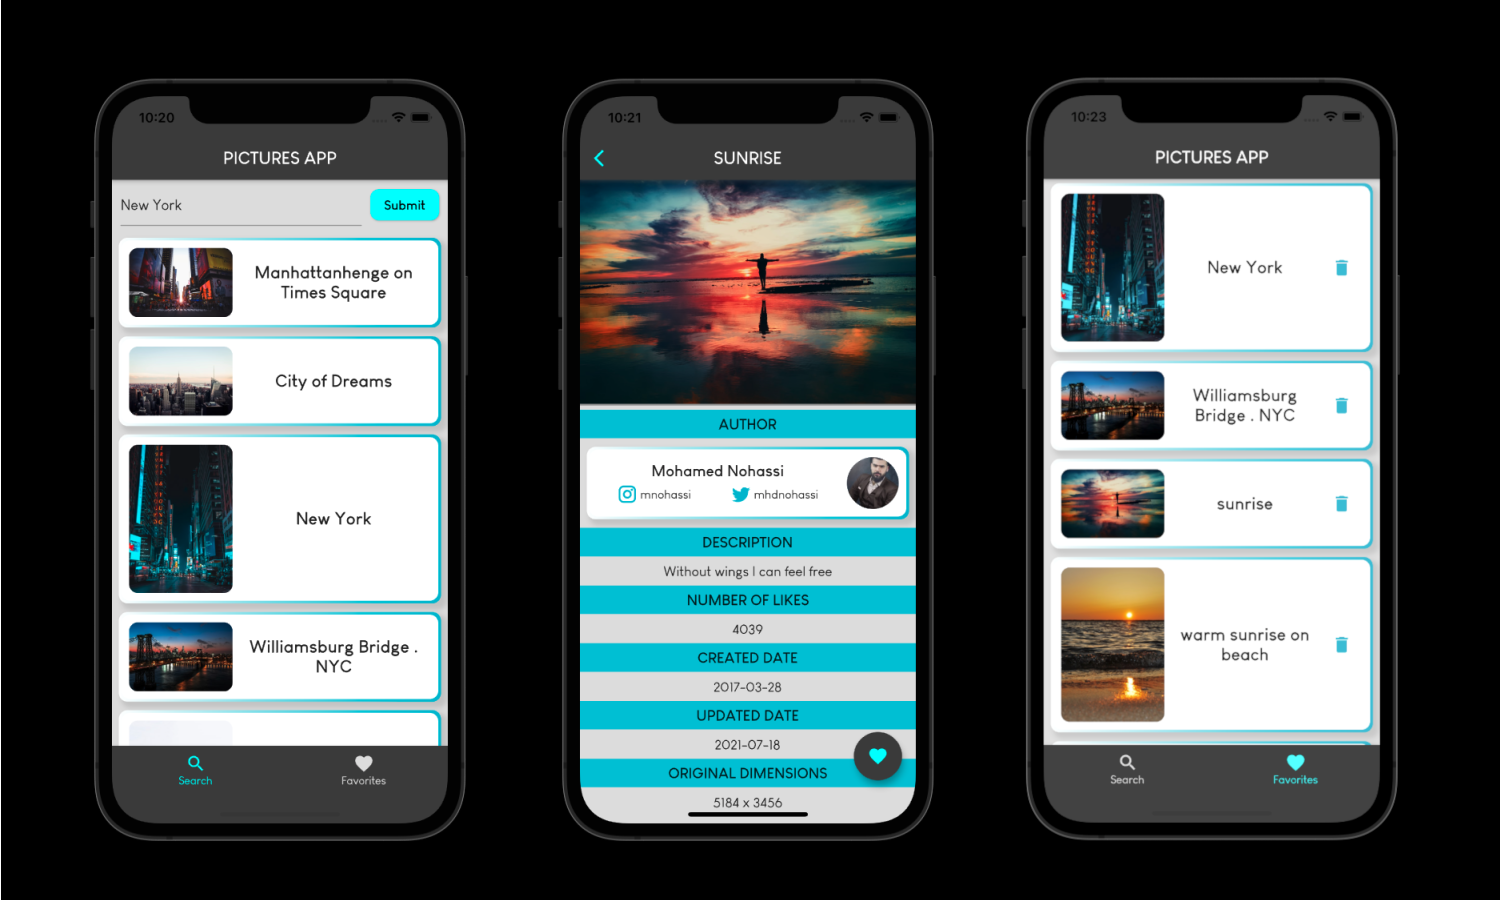 10:20
PICTURES APP
New York
Submit
Manhattanhenge on
Times Square
City of Dreams
New York
Williamsburg Bridge .
NYC
Search
Favorites
10:21
SUNRISE
AUTHOR
Mohamed Nohassi
mnohassi
mhdnohassi
DESCRIPTION
Without wings I can feel free
NUMBER OF LIKES
4039
CREATED DATE
2017-03-28
UPDATED DATE
2021-07-18
ORIGINAL DIMENSIONS
5184 x 3456
10:23
PICTURES APP
New York
Williamsburg
Bridge . NYC
sunrise
warm sunrise on
beach
Search
Favorites